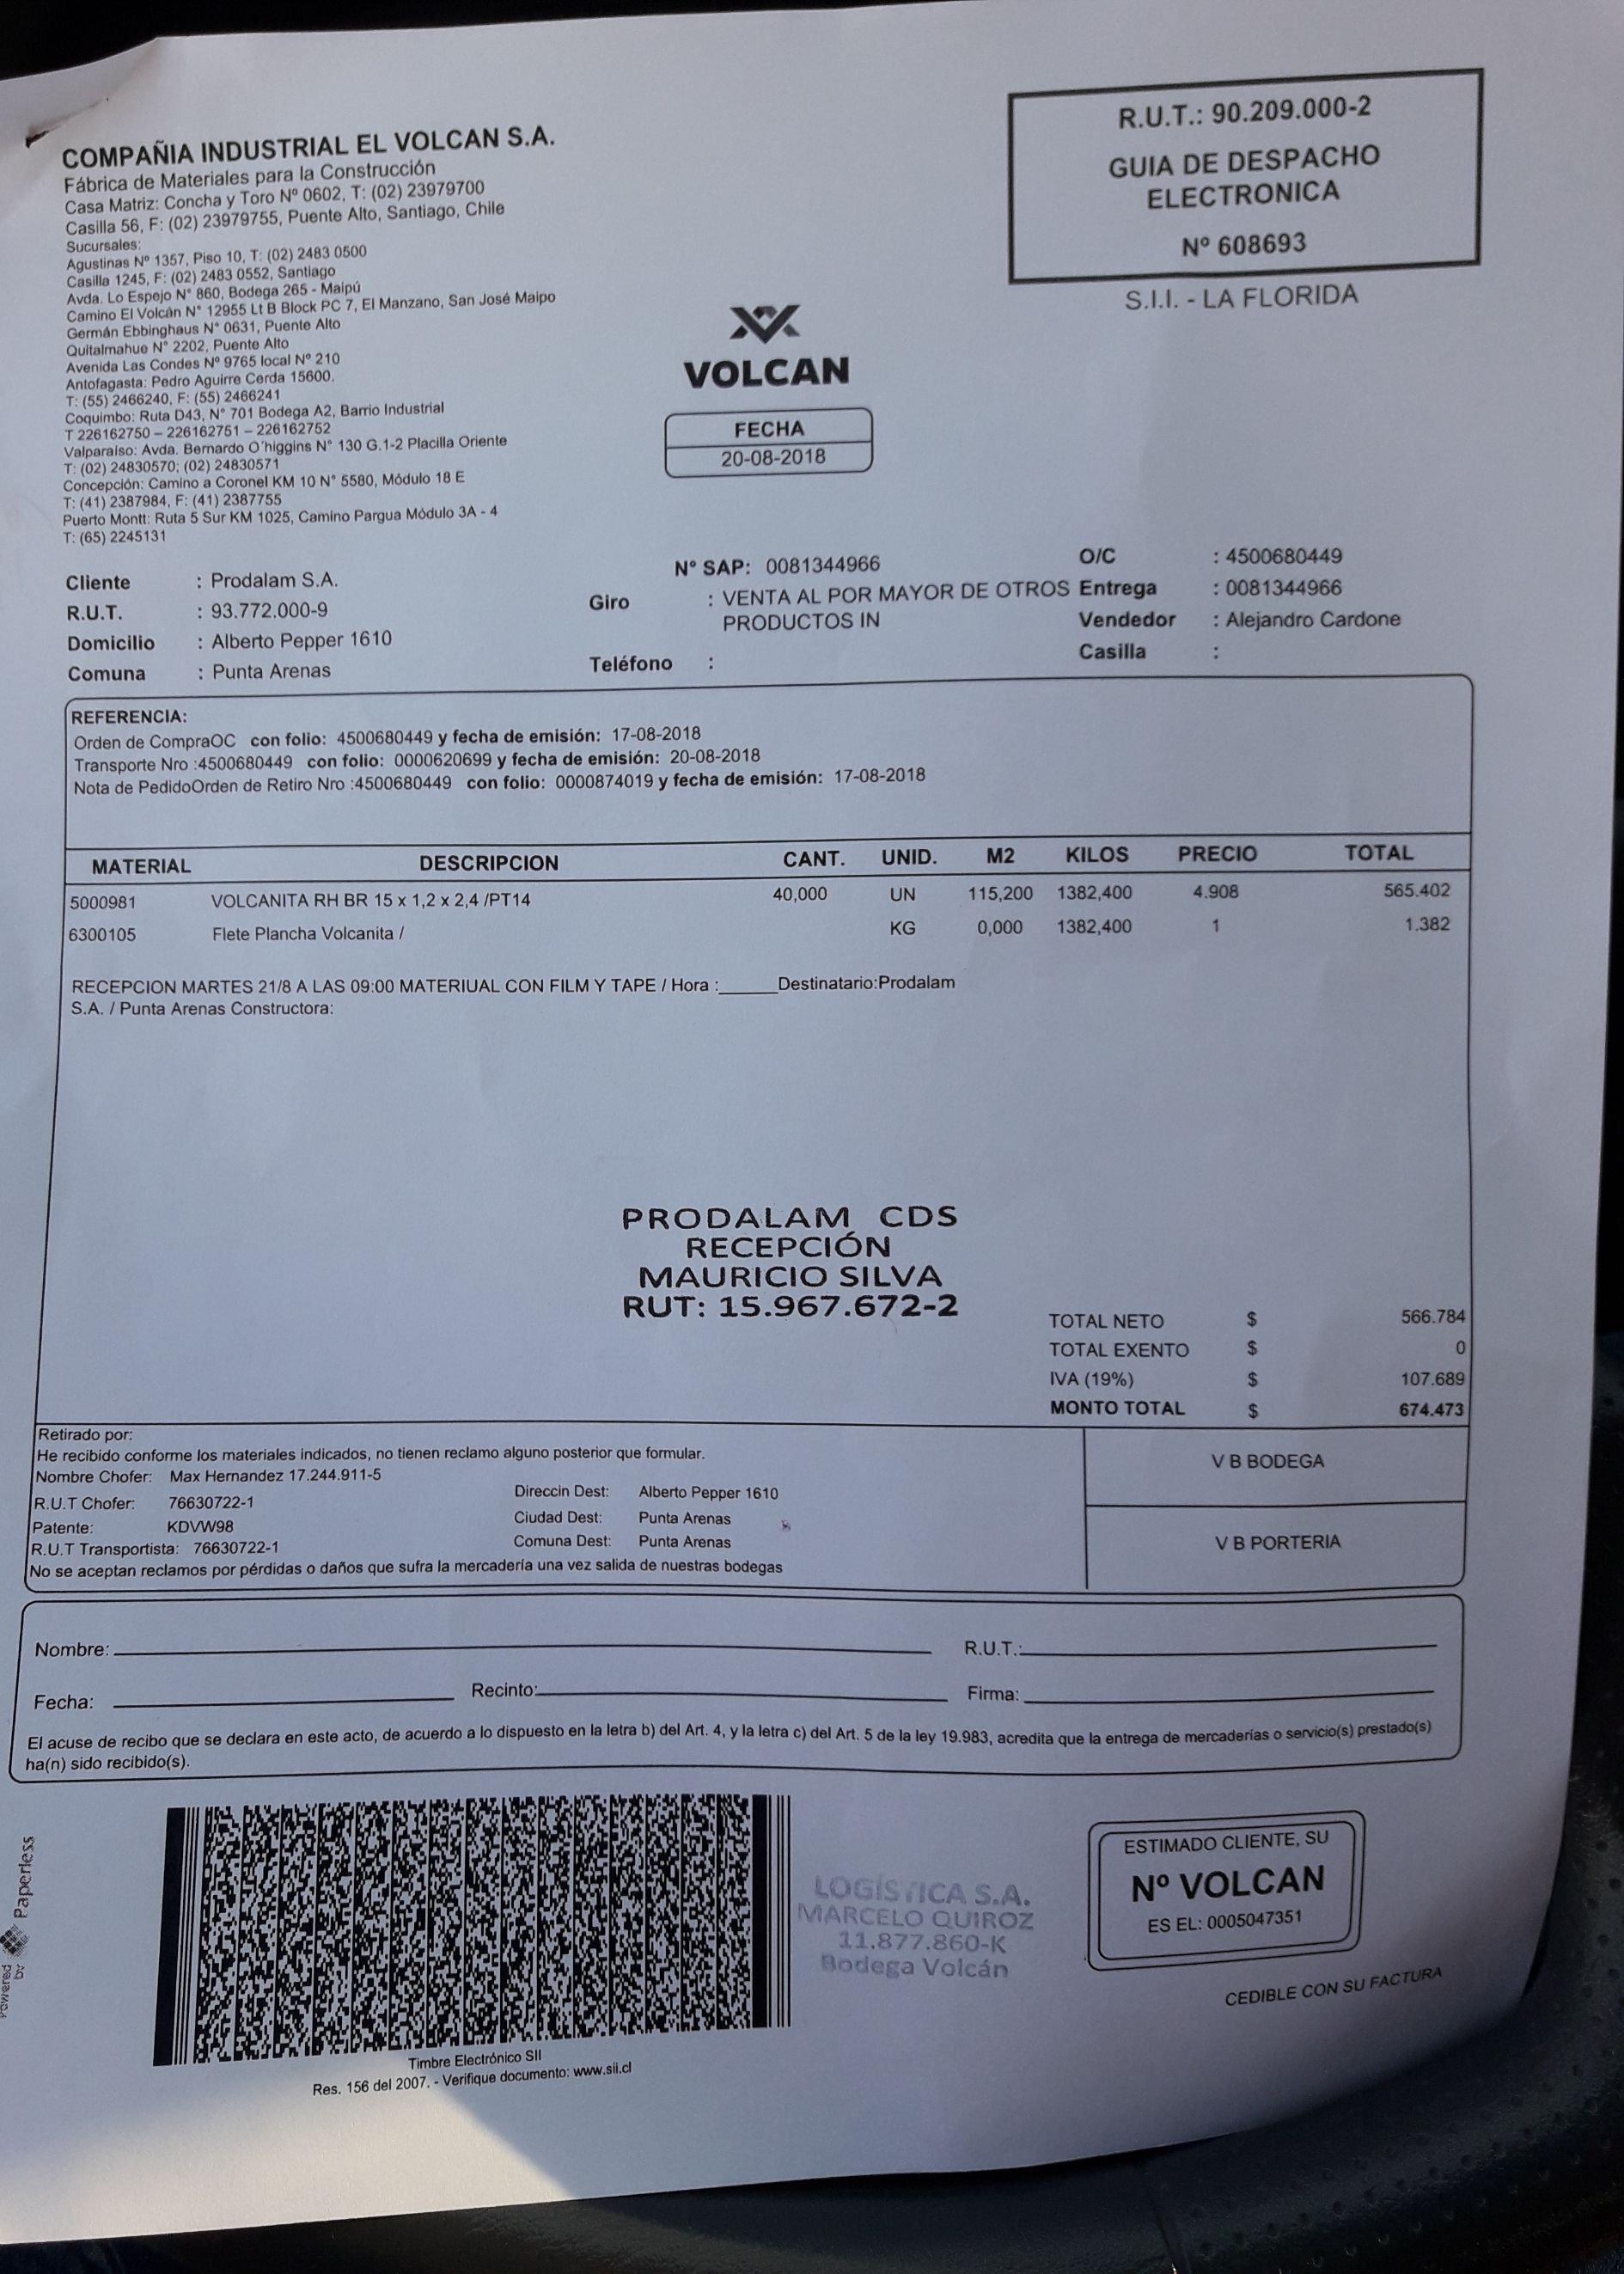 COMPAÑIA INDUSTRIAL EL VOLCAN S.A.
Fábrica de Materiales para la Construcción
Casa Matriz: Concha y Toro Nº 0602, T: (02) 23979700
Casilla 56, F: (02) 23979755, Puente Alto, Santiago, Chile
Sucursales:
Agustinas Nº 1357, Piso 10, T: (02) 2483 0500
Casilla 1245, F: (02) 2483 0552, Santiago
Avda. Lo Espejo N° 860, Bodega 265 - Maipú
Camino El Volcán N° 12955 Lt B Block PC 7, El Manzano, San José Maipo
Germán Ebbinghaus N° 0631, Puente Alto
Quitalmahue N° 2202, Puente Alto
Avenida Las Condes Nº 9765 local Nº 210
Antofagasta: Pedro Aguirre Cerda 15600.
T: (55) 2466240, F: (55) 2466241
Coquimbo: Ruta D43, N° 701 Bodega A2, Barrio Industrial
T 226162750 – 226162751 – 226162752
Valparaíso: Avda. Bernardo O´higgins N° 130 G.1-2 Placilla Oriente
T: (02) 24830570; (02) 24830571
Concepción: Camino a Coronel KM 10 N° 5580, Módulo 18 E
T: (41) 2387984, F: (41) 2387755
Puerto Montt: Ruta 5 Sur KM 1025, Camino Pargua Módulo 3A - 4
T: (65) 2245131
R.U.T.: 90.209.000-2
GUIA DE DESPACHO
ELECTRONICA
Nº 608693
S.I.I. - LA FLORIDA
VOLCAN
FECHA
20-08-2018
Cliente : Prodalam S.A.
R.U.T. : 93.772.000-9
Domicilio : Alberto Pepper 1610
Comuna : Punta Arenas
Nº SAP: 0081344966
Giro : VENTA AL POR MAYOR DE OTROS
PRODUCTOS IN
Teléfono :
O/C : 4500680449
Entrega : 0081344966
Vendedor : Alejandro Cardone
Casilla :
REFERENCIA:
Orden de CompraOC con folio: 4500680449 y fecha de emisión: 17-08-2018
Transporte Nro :4500680449 con folio: 0000620699 y fecha de emisión: 20-08-2018
Nota de PedidoOrden de Retiro Nro :4500680449 con folio: 0000874019 y fecha de emisión: 17-08-2018
MATERIAL DESCRIPCION CANT. UNID. M2 KILOS PRECIO TOTAL
5000981 VOLCANITA RH BR 15 x 1,2 x 2,4 /PT14 40,000 UN 115,200 1382,400 4.908 565.402
6300105 Flete Plancha Volcanita / KG 0,000 1382,400 1 1.382
RECEPCION MARTES 21/8 A LAS 09:00 MATERIUAL CON FILM Y TAPE / Hora :______Destinatario:Prodalam
S.A. / Punta Arenas Constructora:
PRODALAM CDS
RECEPCIÓN
MAURICIO SILVA
RUT: 15.967.672-2
TOTAL NETO $ 566.784
TOTAL EXENTO $ 0
IVA (19%) $ 107.689
MONTO TOTAL $ 674.473
Retirado por:
He recibido conforme los materiales indicados, no tienen reclamo alguno posterior que formular.
Nombre Chofer: Max Hernandez 17.244.911-5
R.U.T Chofer: 76630722-1
Patente: KDVW98
R.U.T Transportista: 76630722-1
Direccin Dest: Alberto Pepper 1610
Ciudad Dest: Punta Arenas
Comuna Dest: Punta Arenas
No se aceptan reclamos por pérdidas o daños que sufra la mercadería una vez salida de nuestras bodegas
V B BODEGA
V B PORTERIA
Nombre: R.U.T.:
Fecha: Recinto: Firma:
El acuse de recibo que se declara en este acto, de acuerdo a lo dispuesto en la letra b) del Art. 4, y la letra c) del Art. 5 de la ley 19.983, acredita que la entrega de mercaderías o servicio(s) prestado(s)
ha(n) sido recibido(s).
Powered by Paperless
LOGÍSTICA S.A.
MARCELO QUIROZ
11.877.860-K
Bodega Volcán
ESTIMADO CLIENTE, SU
Nº VOLCAN
ES EL: 0005047351
CEDIBLE CON SU FACTURA
Timbre Electrónico SII
Res. 156 del 2007. - Verifique documento: www.sii.cl